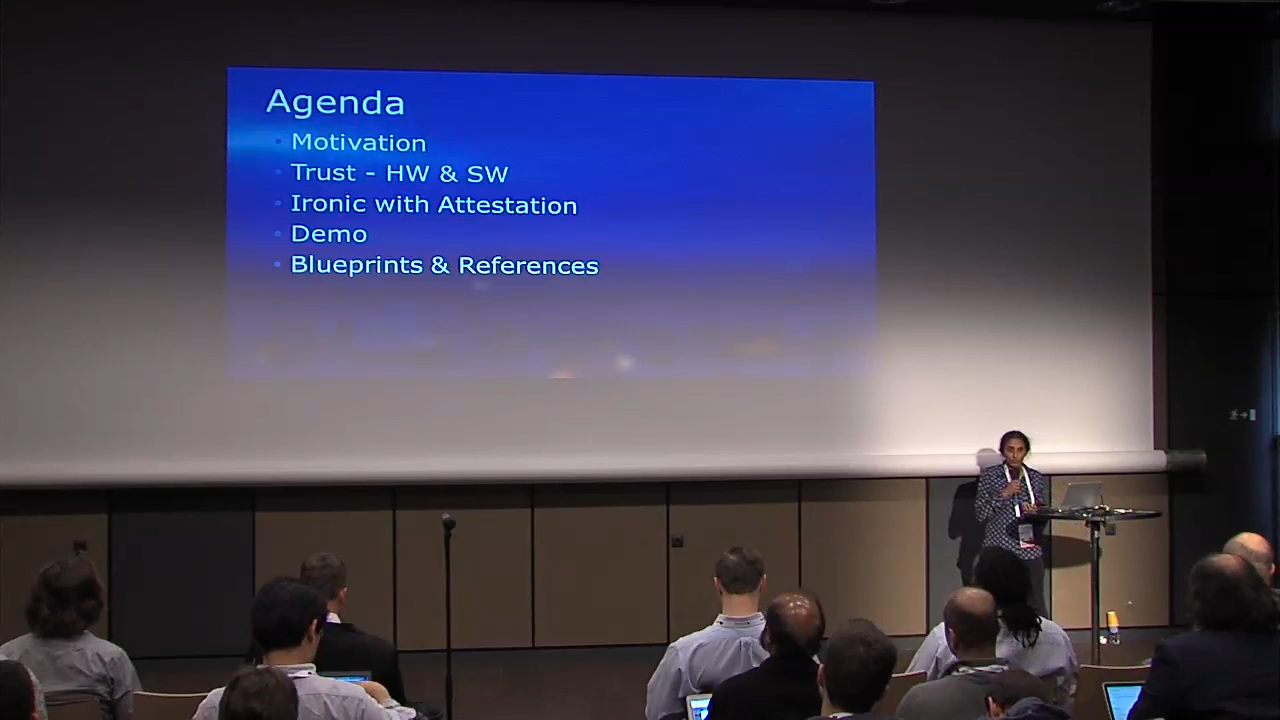 Agenda
Motivation
Trust - HW & SW
Ironic with Attestation
Demo
Blueprints & References